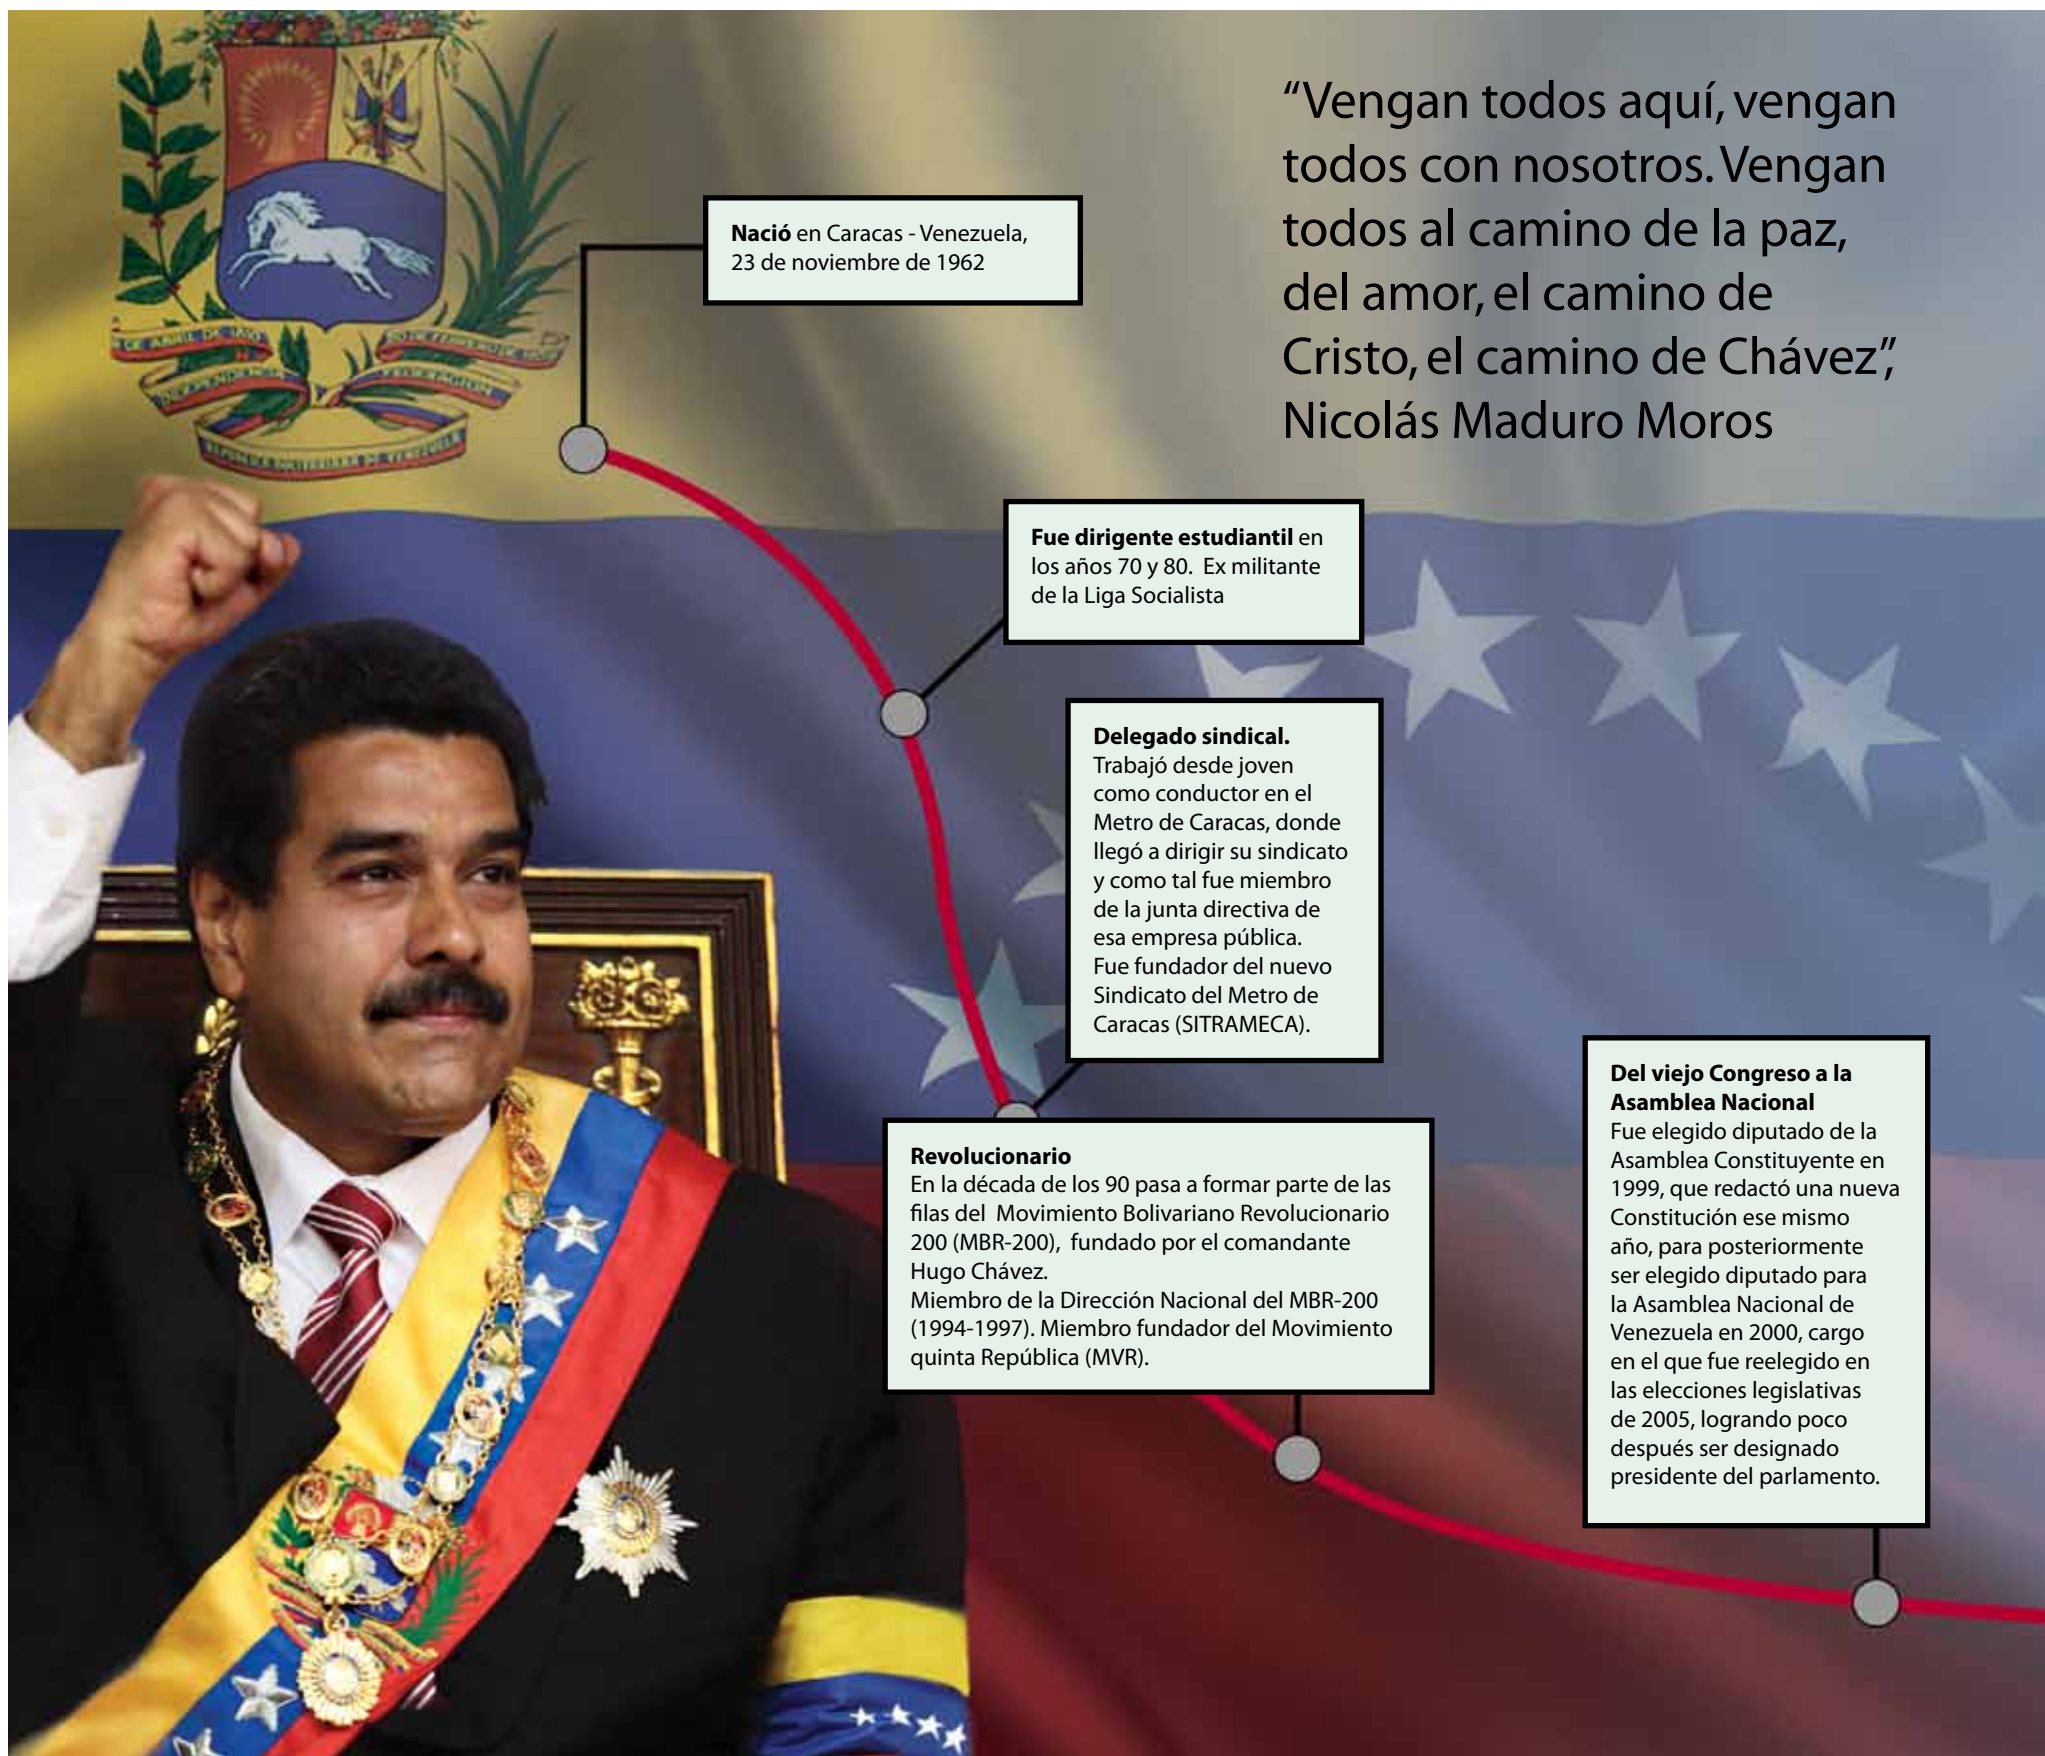 “Vengan todos aquí, vengan
todos con nosotros. Vengan
todos al camino de la paz,
del amor, el camino de
Cristo, el camino de Chávez”,
Nicolás Maduro Moros
Nació en Caracas - Venezuela,
23 de noviembre de 1962
Fue dirigente estudiantil en
los años 70 y 80. Ex militante
de la Liga Socialista
Delegado sindical.
Trabajó desde joven
como conductor en el
Metro de Caracas, donde
llegó a dirigir su sindicato
y como tal fue miembro
de la junta directiva de
esa empresa pública.
Fue fundador del nuevo
Sindicato del Metro de
Caracas (SITRAMECA).
Revolucionario
En la década de los 90 pasa a formar parte de las
filas del Movimiento Bolivariano Revolucionario
200 (MBR-200), fundado por el comandante
Hugo Chávez.
Miembro de la Dirección Nacional del MBR-200
(1994-1997). Miembro fundador del Movimiento
quinta República (MVR).
Del viejo Congreso a la
Asamblea Nacional
Fue elegido diputado de la
Asamblea Constituyente en
1999, que redactó una nueva
Constitución ese mismo
año, para posteriormente
ser elegido diputado para
la Asamblea Nacional de
Venezuela en 2000, cargo
en el que fue reelegido en
las elecciones legislativas
de 2005, logrando poco
después ser designado
presidente del parlamento.
DE ABRIL DE 1810
INDEPENDENCIA
FEDERACION
DE VENEZUELA